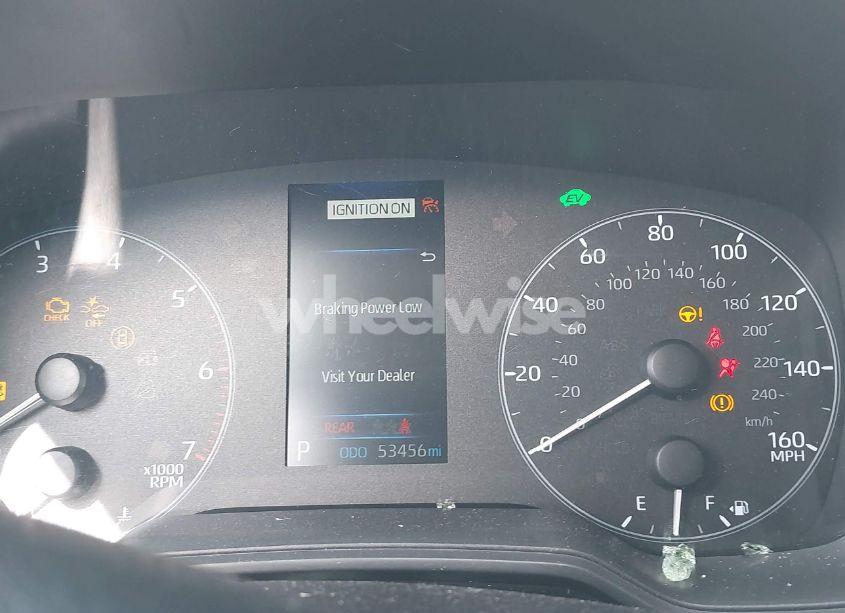 IGNITION ON
EV
3
4
5
6
7
x1000
RPM
CHECK
OFF
Braking Power Low
Visit Your Dealer
REAR
P
ODO 53456 mi
0
20
40
60
80
100
120
140
160
MPH
0
20
40
60
80
100
120
140
160
180
200
220
240
km/h
ABS
E
F
wheelwise